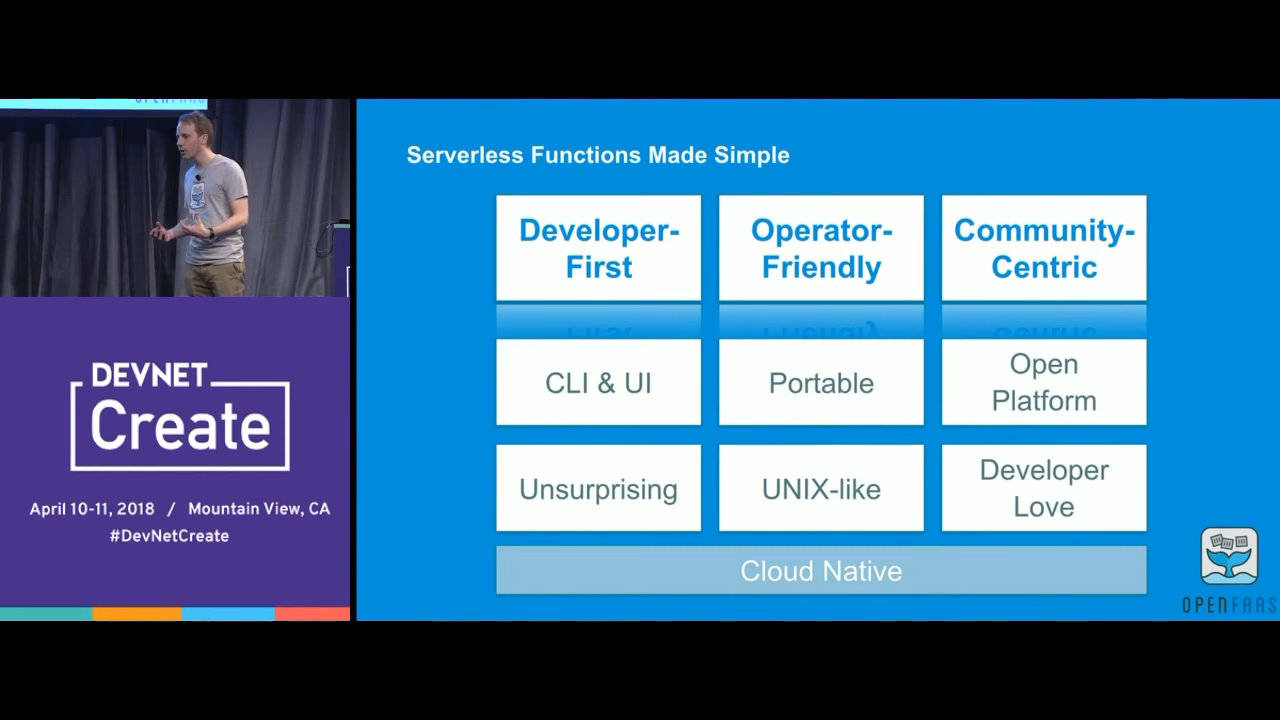 OPENFAAS
DEVNET
Create
April 10-11, 2018 / Mountain View, CA
#DevNetCreate
Serverless Functions Made Simple
Developer-
First
Operator-
Friendly
Community-
Centric
CLI & UI
Portable
Open
Platform
Unsurprising
UNIX-like
Developer
Love
Cloud Native
OPENFAAS